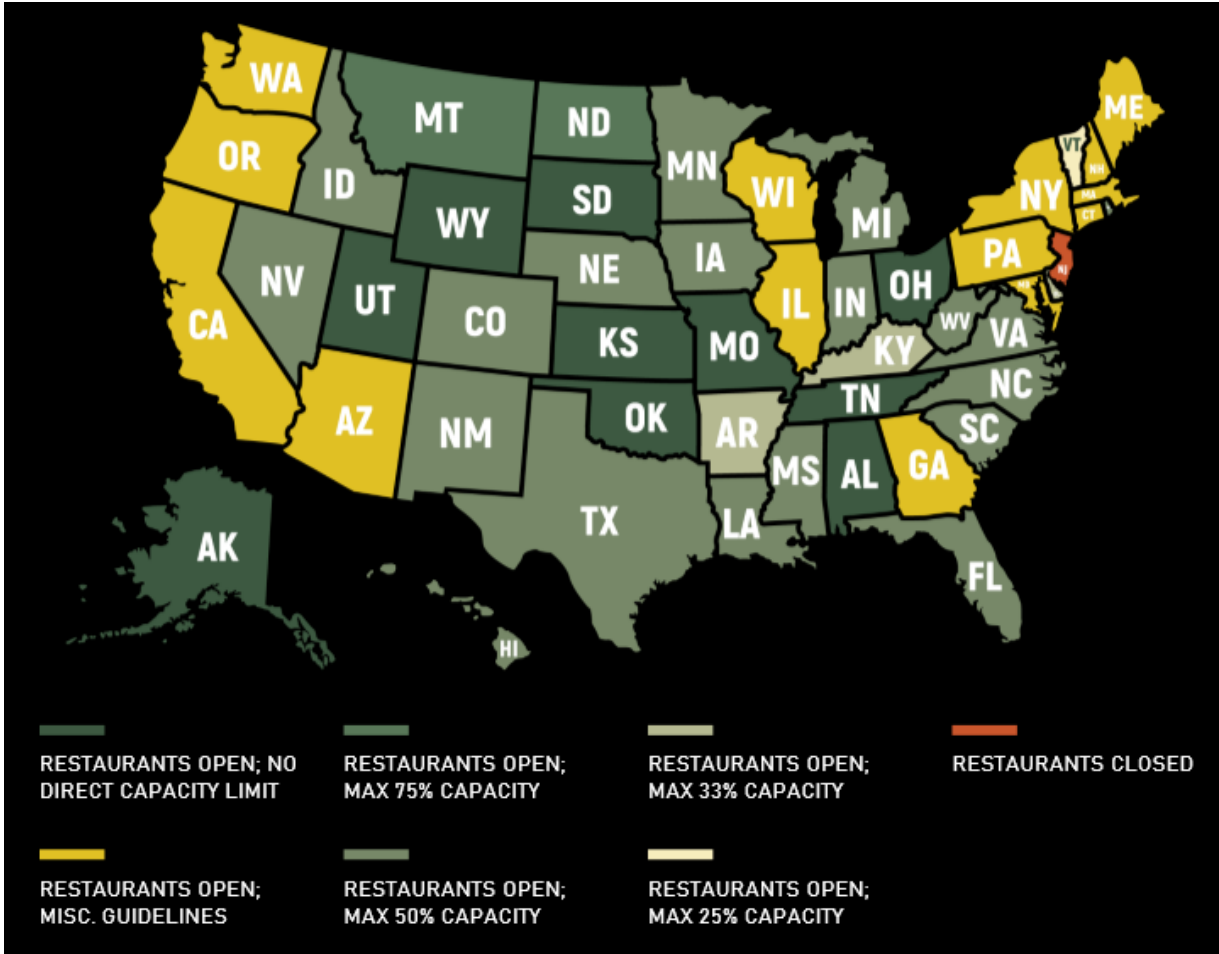 WA
MT
ND
ME
OR
ID
MN
VT
NH
WY
SD
WI
NY
MA
MI
CT
NV
UT
NE
IA
PA
NJ
CO
IL
IN
OH
MD
CA
KS
MO
WV
VA
KY
AZ
NM
OK
AR
TN
NC
SC
MS
AL
GA
TX
LA
AK
FL
HI
RESTAURANTS OPEN; NO
DIRECT CAPACITY LIMIT
RESTAURANTS OPEN;
MAX 75% CAPACITY
RESTAURANTS OPEN;
MAX 33% CAPACITY
RESTAURANTS CLOSED
RESTAURANTS OPEN;
MISC. GUIDELINES
RESTAURANTS OPEN;
MAX 50% CAPACITY
RESTAURANTS OPEN;
MAX 25% CAPACITY